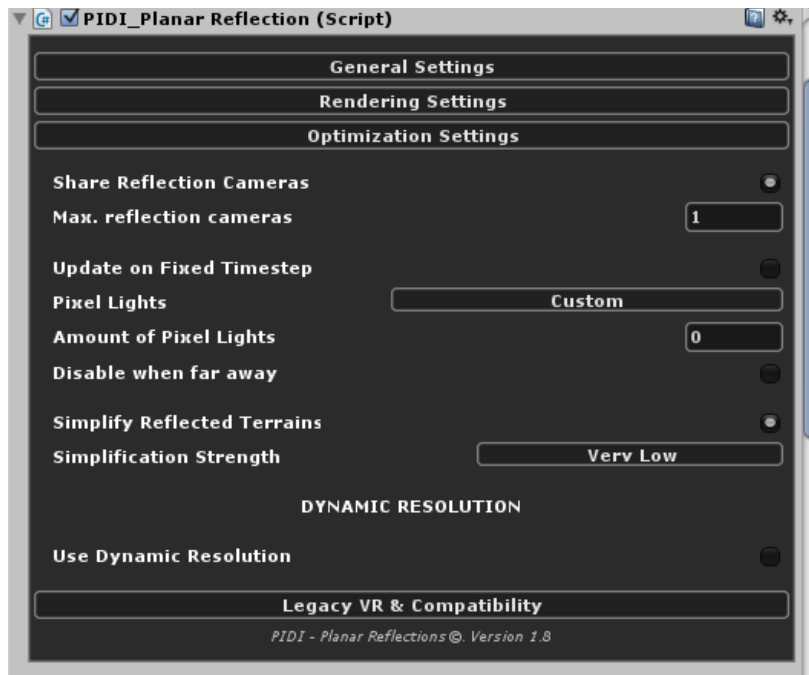 PIDI_Planar Reflection (Script)
General Settings
Rendering Settings
Optimization Settings
Share Reflection Cameras
Max. reflection cameras 1
Update on Fixed Timestep
Pixel Lights Custom
Amount of Pixel Lights 0
Disable when far away
Simplify Reflected Terrains
Simplification Strength Very Low
DYNAMIC RESOLUTION
Use Dynamic Resolution
Legacy VR & Compatibility
PIDI - Planar Reflections©. Version 1.8